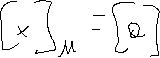 [x]_M = [Q]